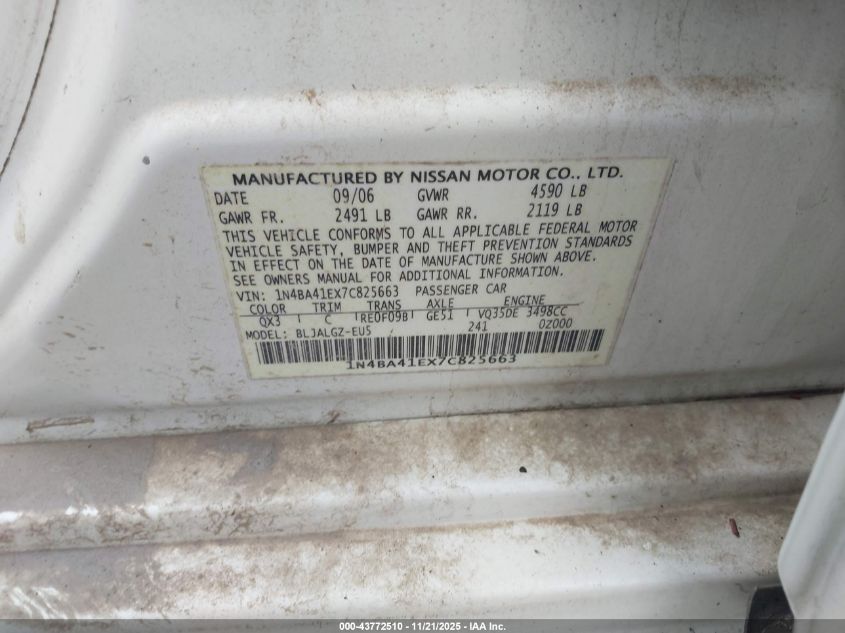 MANUFACTURED BY NISSAN MOTOR CO., LTD.
DATE 09/06 GVWR 4590 LB
GAWR FR. 2491 LB GAWR RR. 2119 LB
THIS VEHICLE CONFORMS TO ALL APPLICABLE FEDERAL MOTOR
VEHICLE SAFETY, BUMPER AND THEFT PREVENTION STANDARDS
IN EFFECT ON THE DATE OF MANUFACTURE SHOWN ABOVE.
SEE OWNERS MANUAL FOR ADDITIONAL INFORMATION.
VIN: 1N4BA41EX7C825663 PASSENGER CAR
COLOR TRIM TRANS AXLE ENGINE
QX3 C RE0F09B GE51 VQ35DE 3498CC
MODEL: BLJALGZ-EU5 241 0Z000
1N4BA41EX7C825663
000-43772510 - 11/21/2025 - IAA Inc.